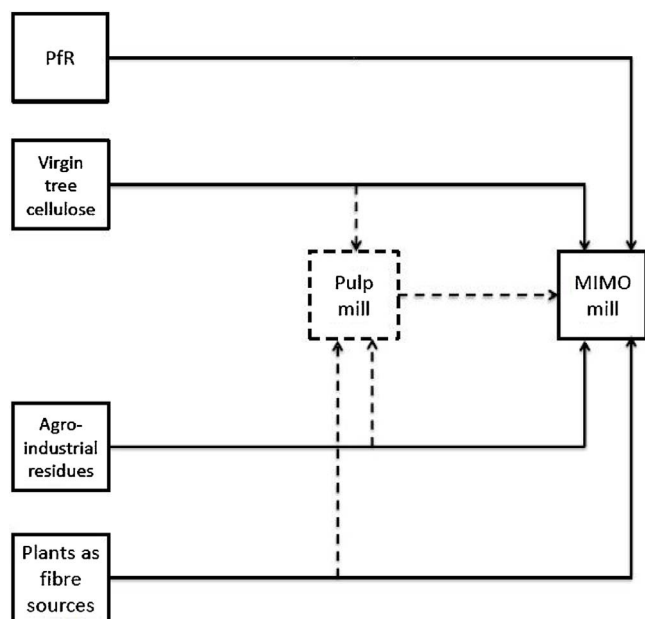 PfR
Virgin
tree
cellulose
Pulp
mill
MIMO
mill
Agro-
industrial
residues
Plants as
fibre
sources